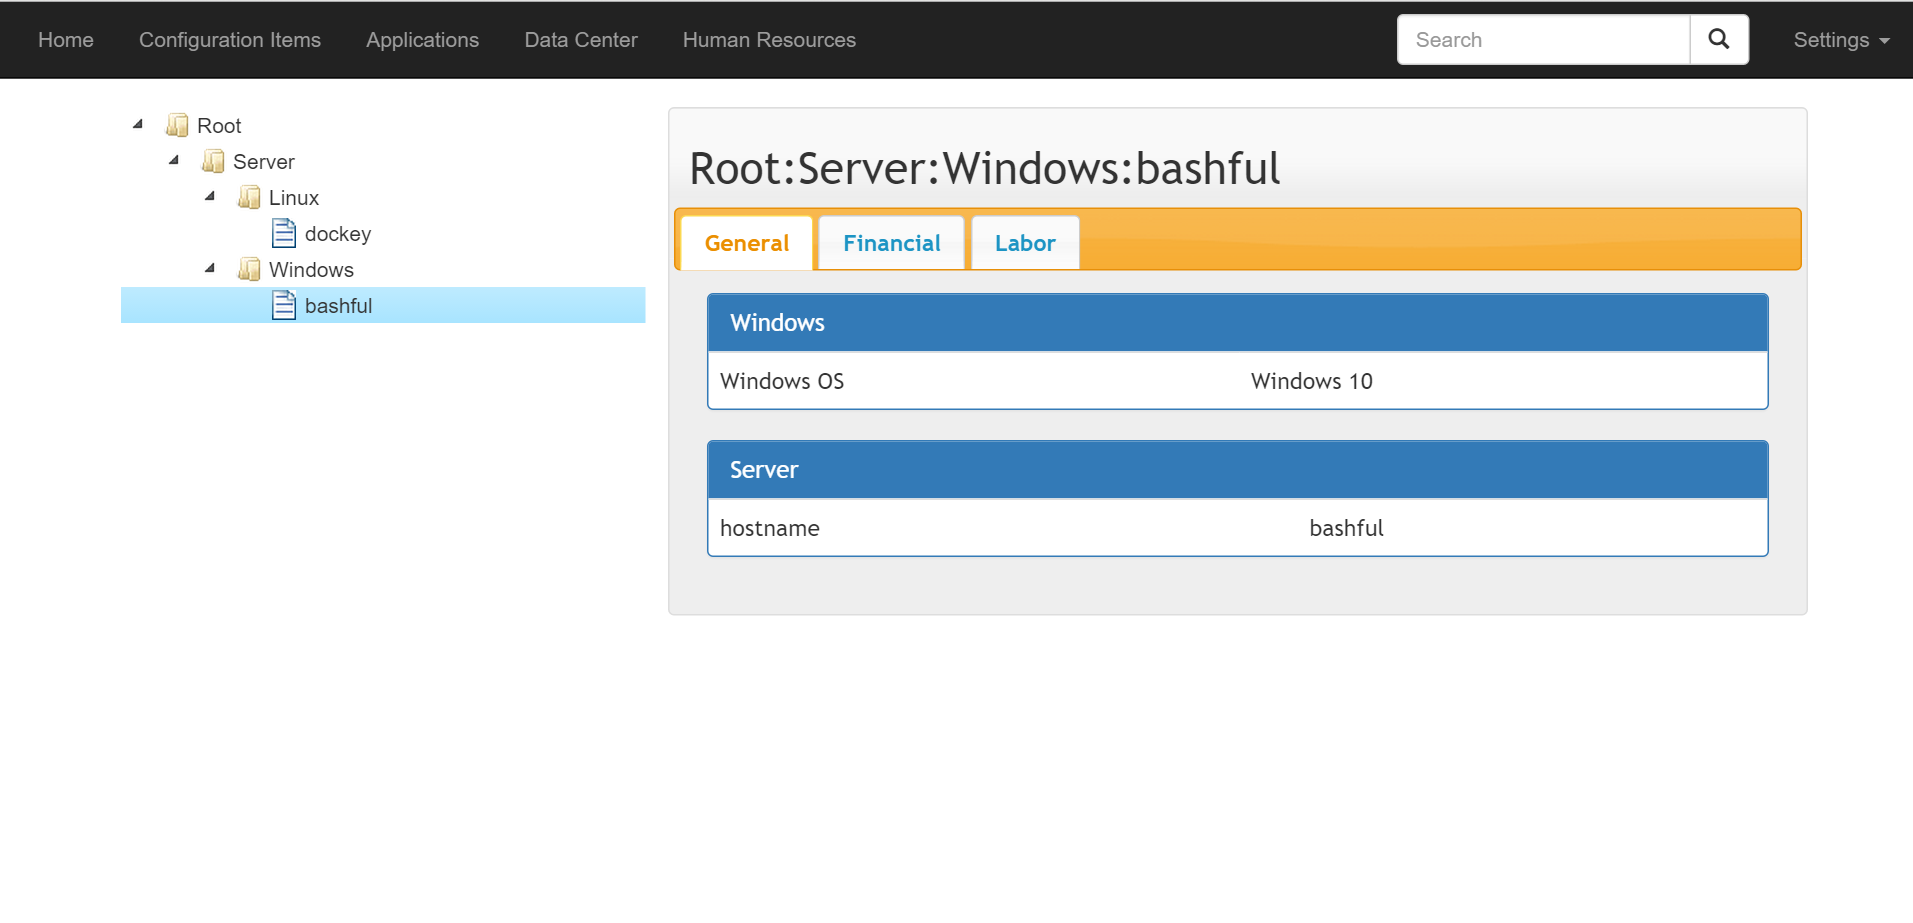 Home Configuration Items Applications Data Center Human Resources Search Settings
Root
Server
Linux
dockey
Windows
bashful
Root:Server:Windows:bashful
General Financial Labor
Windows
Windows OS Windows 10
Server
hostname bashful